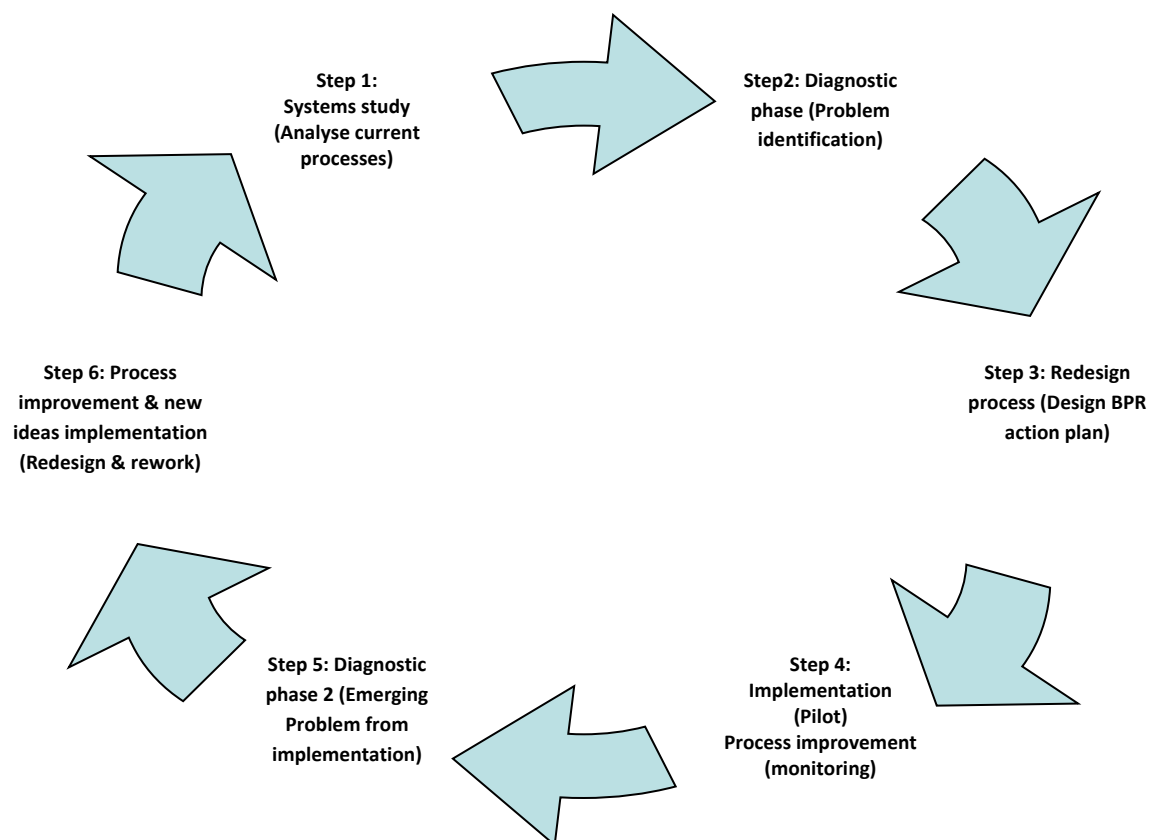 Step 1:
Systems study
(Analyse current
processes)
Step2: Diagnostic
phase (Problem
identification)
Step 3: Redesign
process (Design BPR
action plan)
Step 4:
Implementation
(Pilot)
Process improvement
(monitoring)
Step 5: Diagnostic
phase 2 (Emerging
Problem from
implementation)
Step 6: Process
improvement & new
ideas implementation
(Redesign & rework)